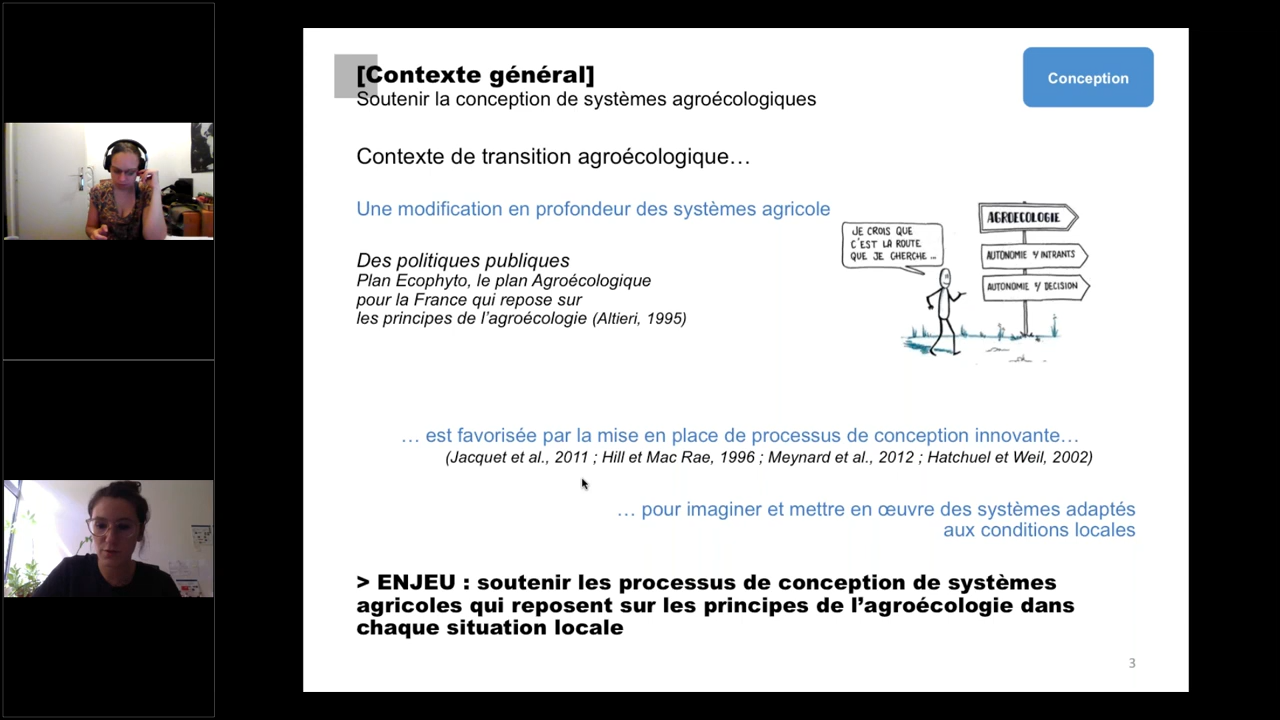 [Contexte général]
Soutenir la conception de systèmes agroécologiques
Conception
Contexte de transition agroécologique…
Une modification en profondeur des systèmes agricole
Des politiques publiques
Plan Ecophyto, le plan Agroécologique
pour la France qui repose sur
les principes de l’agroécologie (Altieri, 1995)
JE CROIS QUE
C'EST LA ROUTE
QUE JE CHERCHE ...
AGROECOLOGIE
AUTONOMIE %/ INTRANTS
AUTONOMIE %/ DECISION
… est favorisée par la mise en place de processus de conception innovante…
(Jacquet et al., 2011 ; Hill et Mac Rae, 1996 ; Meynard et al., 2012 ; Hatchuel et Weil, 2002)
… pour imaginer et mettre en œuvre des systèmes adaptés
aux conditions locales
> ENJEU : soutenir les processus de conception de systèmes
agricoles qui reposent sur les principes de l’agroécologie dans
chaque situation locale
3